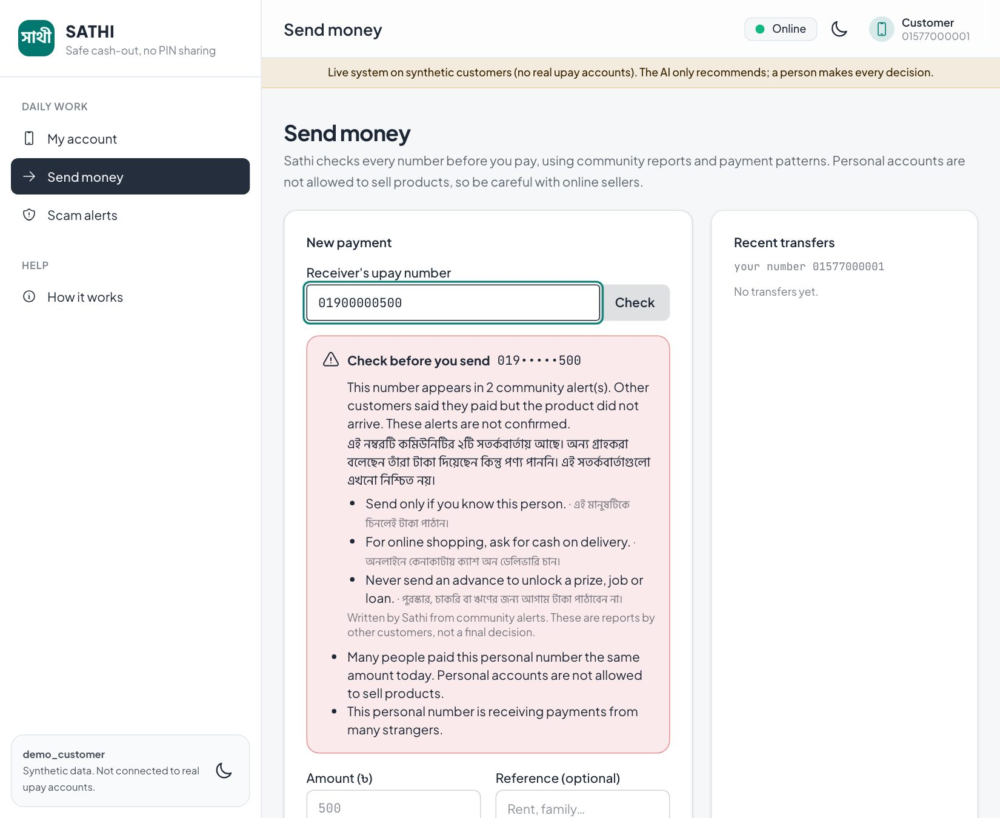 সাথী
SATHI
Safe cash-out, no PIN sharing
DAILY WORK
My account
Send money
Scam alerts
HELP
How it works
demo_customer
Synthetic data. Not connected to real
upay accounts.
Send money
Online
Customer
01577000001
Live system on synthetic customers (no real upay accounts). The AI only recommends; a person makes every decision.
Send money
Sathi checks every number before you pay, using community reports and payment patterns. Personal accounts are
not allowed to sell products, so be careful with online sellers.
New payment
Receiver's upay number
01900000500
Check
Check before you send 019•••••500
This number appears in 2 community alert(s). Other
customers said they paid but the product did not
arrive. These alerts are not confirmed.
এই নম্বরটি কমিউনিটির ২টি সতর্কবার্তায় আছে। অন্য গ্রাহকরা
বলেছেন তাঁরা টাকা দিয়েছেন কিন্তু পণ্য পাননি। এই সতর্কবার্তাগুলো
এখনো নিশ্চিত নয়।
• Send only if you know this person. · এই মানুষটিকে
চিনলেই টাকা পাঠান।
• For online shopping, ask for cash on delivery. ·
অনলাইনে কেনাকাটায় ক্যাশ অন ডেলিভারি চান।
• Never send an advance to unlock a prize, job or
loan. · পুরস্কার, চাকরি বা ঋণের জন্য আগাম টাকা পাঠাবেন না।
Written by Sathi from community alerts. These are reports by
other customers, not a final decision.
• Many people paid this personal number the same
amount today. Personal accounts are not allowed
to sell products.
• This personal number is receiving payments from
many strangers.
Amount (৳)
500
Reference (optional)
Rent, family...
Recent transfers
your number 01577000001
No transfers yet.